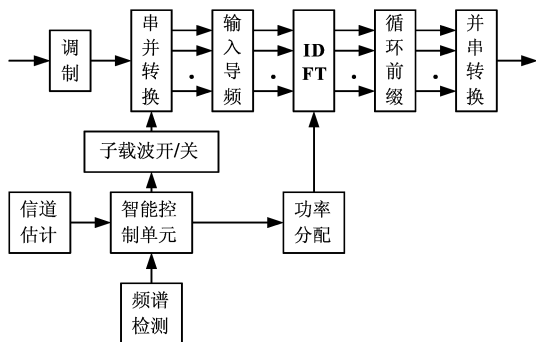 调
制
串
并
转
换
输
入
导
频
ID
FT
循
环
前
缀
并
串
转
换
子载波开/关
信道
估计
智能控
制单元
功率
分配
频谱
检测